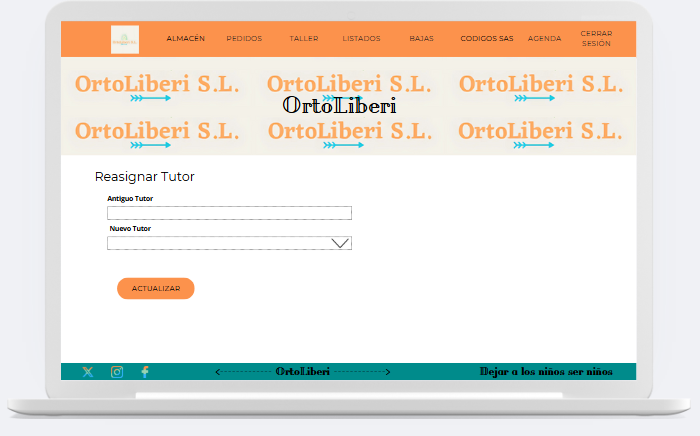 ALMACÉN PEDIDOS TALLER LISTADOS BAJAS CODIGOS SAS AGENDA CERRAR SESIÓN
OrtoLiberi S.L. OrtoLiberi S.L. OrtoLiberi S.L.
OrtoLiberi
OrtoLiberi S.L. OrtoLiberi S.L. OrtoLiberi S.L.
Reasignar Tutor
Antiguo Tutor
Nuevo Tutor
ACTUALIZAR
OrtoLiberi Dejar a los niños ser niños